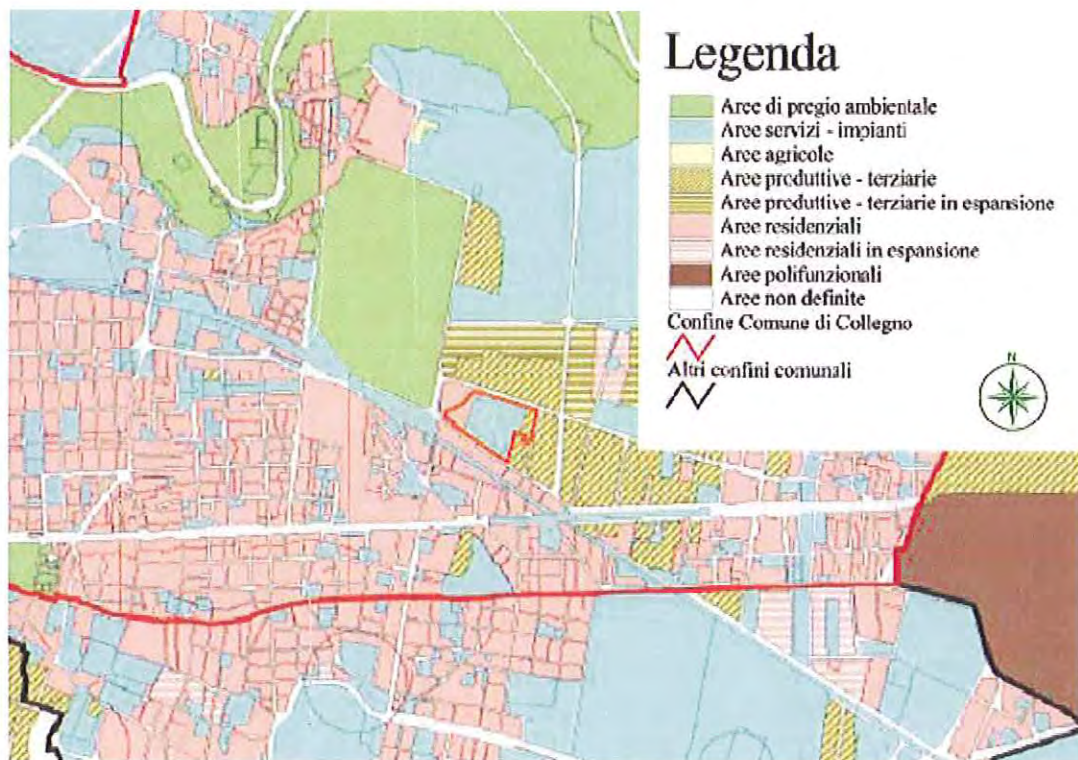 Legenda
Aree di pregio ambientale
Aree servizi - impianti
Aree agricole
Aree produttive - terziarie
Aree produttive - terziarie in espansione
Aree residenziali
Aree residenziali in espansione
Aree polifunzionali
Aree non definite
Confine Comune di Collegno
Altri confini comunali
N